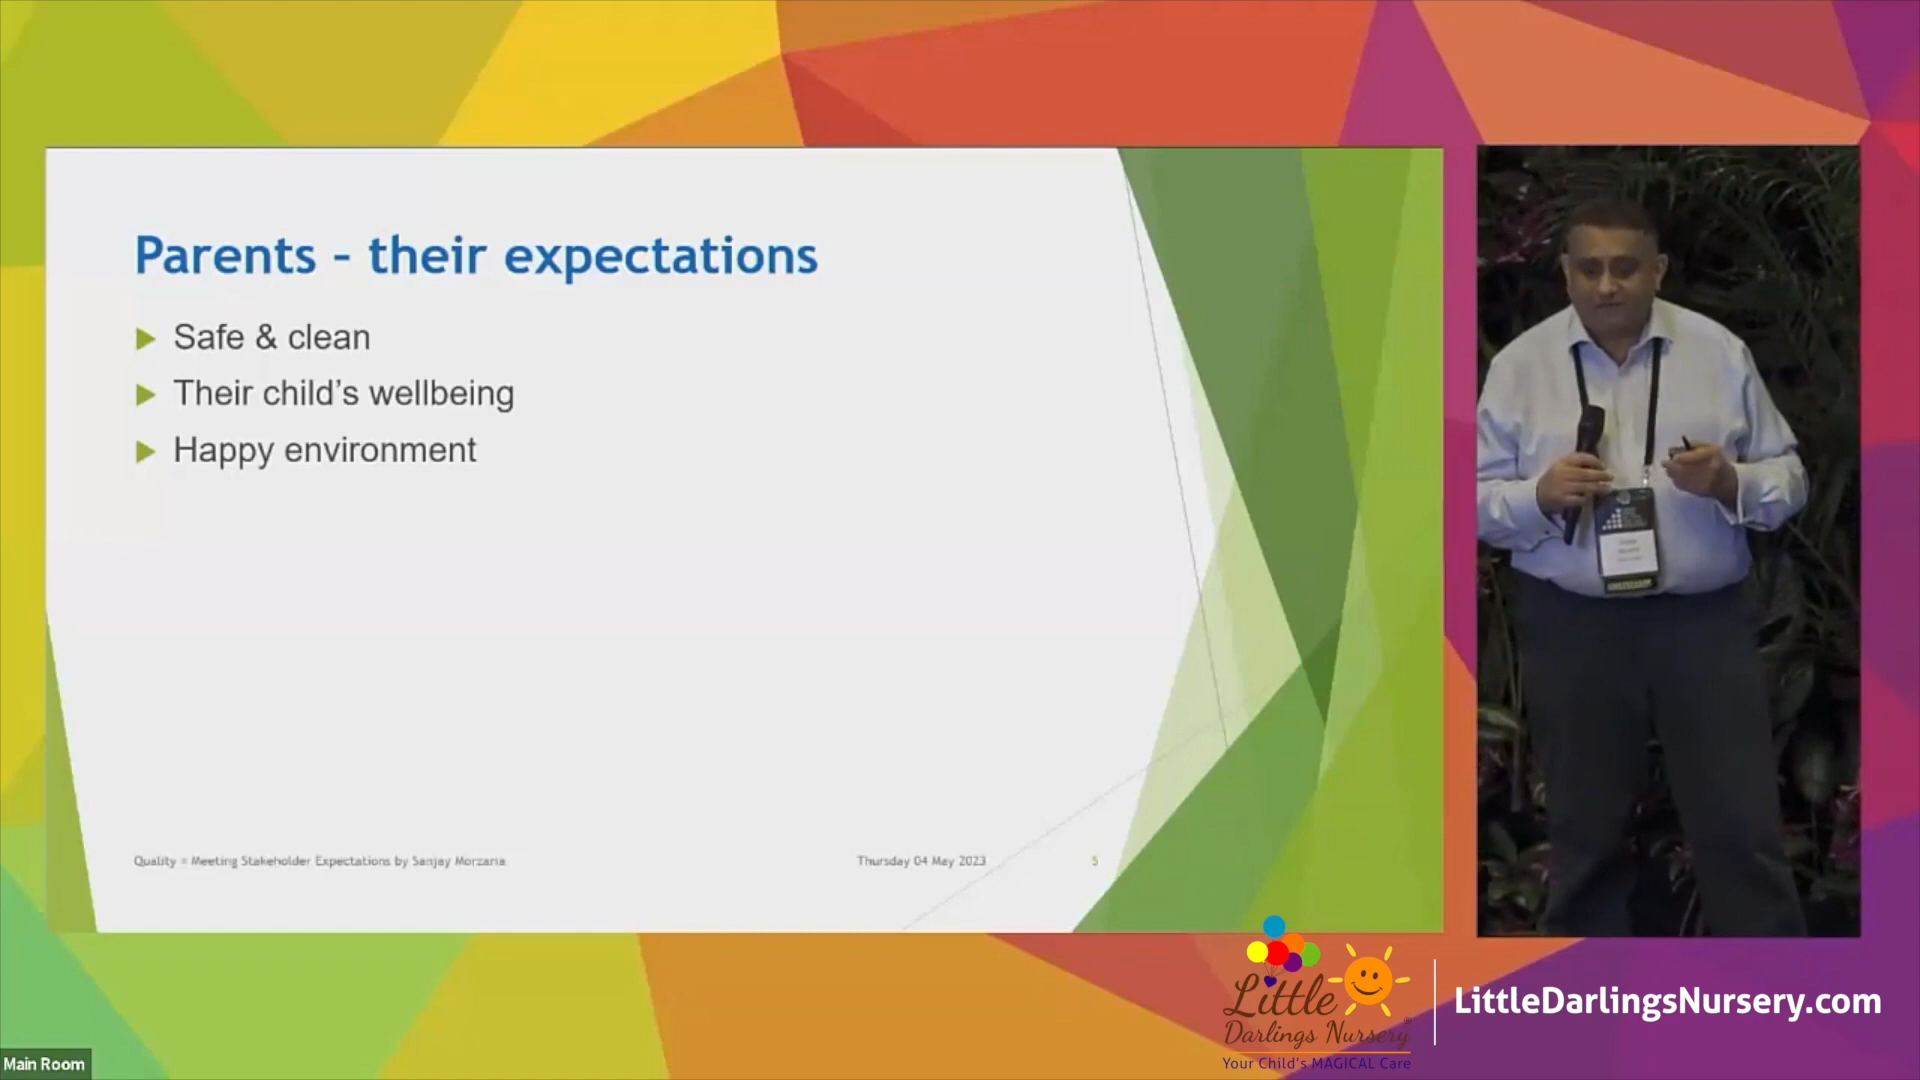 Parents – their expectations
Safe & clean
Their child's wellbeing
Happy environment
Quality = Meeting Stakeholder Expectations by Sanjay Morzaria
Thursday 04 May 2023
5
Little
Darlings Nursery®
Your Child's MAGICAL Care
LittleDarlingsNursery.com
Main Room